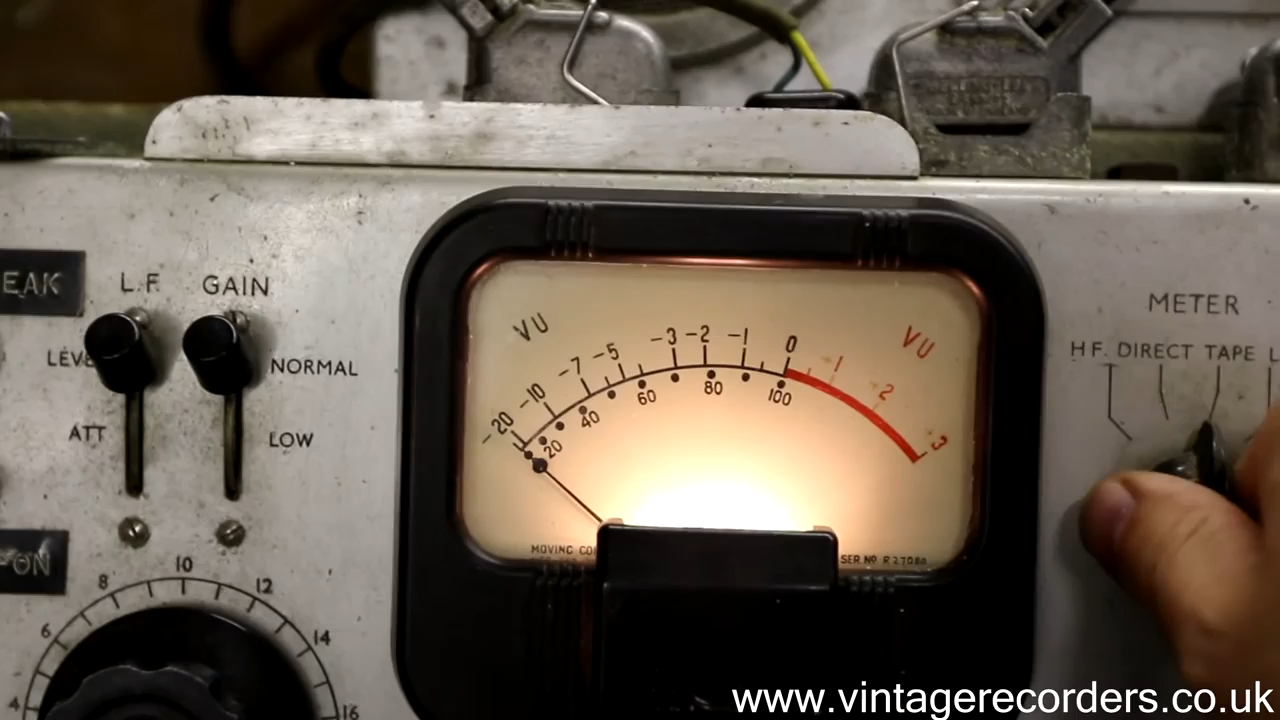 EAK
L.F. GAIN
LEVE
NORMAL
ATT
LOW
ON
4 6 8 10 12 14 16
VU VU
-20 -10 -7 -5 -3 -2 -1 0 1 2 3
20 40 60 80 100
MOVING CO
SER NO
METER
H.F. DIRECT TAPE L
www.vintagerecorders.co.uk